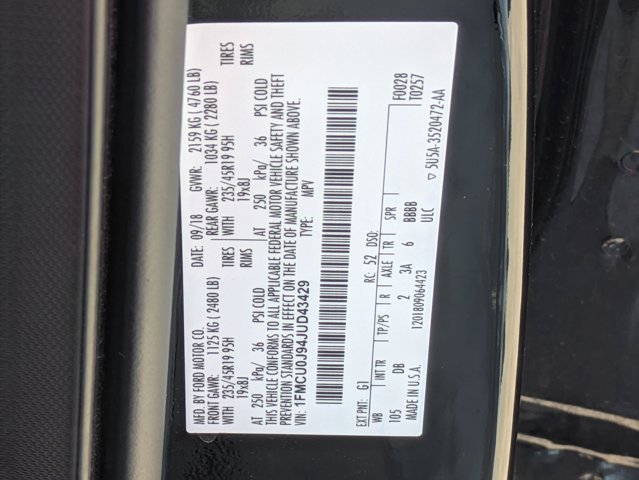 MFD. BY FORD MOTOR CO.
DATE: 09/18 GVWR: 2159 KG ( 4760 LB)
FRONT GAWR: 1125 KG ( 2480 LB) REAR GAWR: 1034 KG ( 2280 LB)
WITH 235/45R19 95H TIRES WITH 235/45R19 95H TIRES
19x8J RIMS 19x8J RIMS
AT 250 kPa/ 36 PSI COLD AT 250 kPa/ 36 PSI COLD
THIS VEHICLE CONFORMS TO ALL APPLICABLE FEDERAL MOTOR VEHICLE SAFETY AND THEFT
PREVENTION STANDARDS IN EFFECT ON THE DATE OF MANUFACTURE SHOWN ABOVE.
VIN: 1FMCU0J94JUD43429 TYPE: MPV
F0028
T0257
EXT PNT: G1 RC: 52 DSO:
WB INT TR TP/PS R AXLE TR SPR
105 DB 2 3A 6 BBBB
MADE IN U.S.A. 1201809064423 ULC
▽ 5U5A-3520472-AA